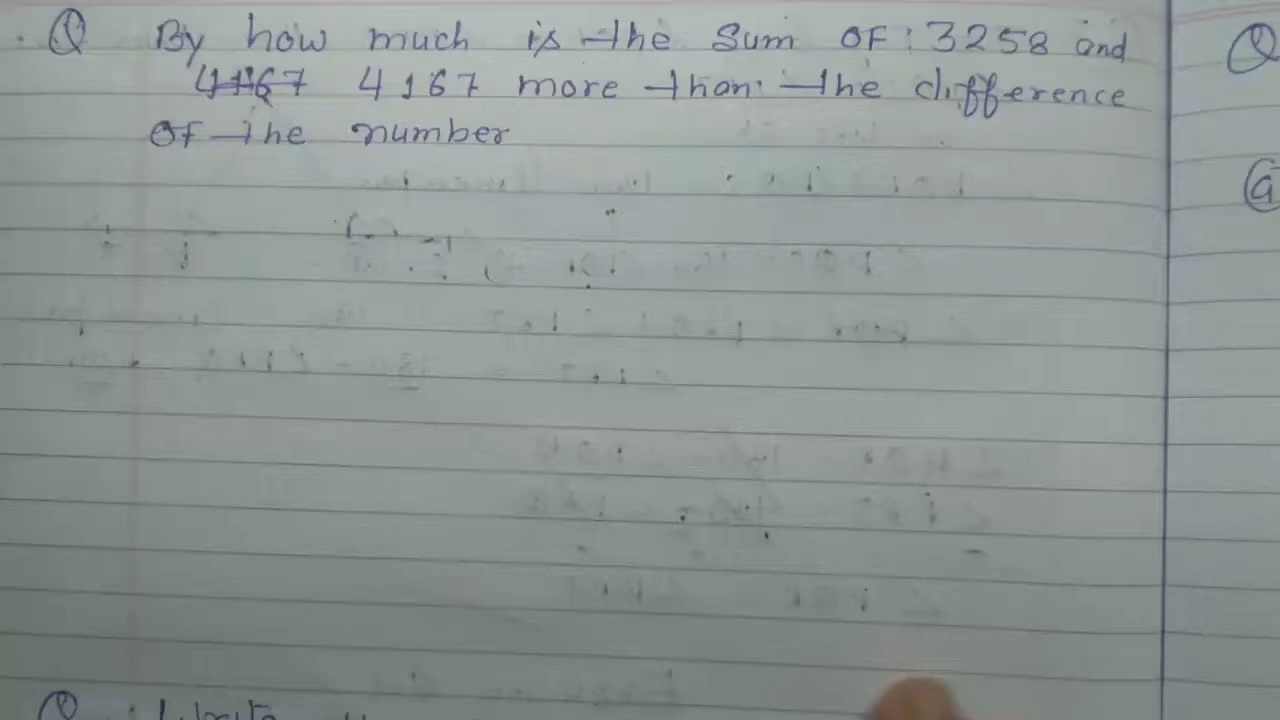 Q By how much is the sum of : 3258 and
4167 4167 more than the difference
of the number
Q
Q